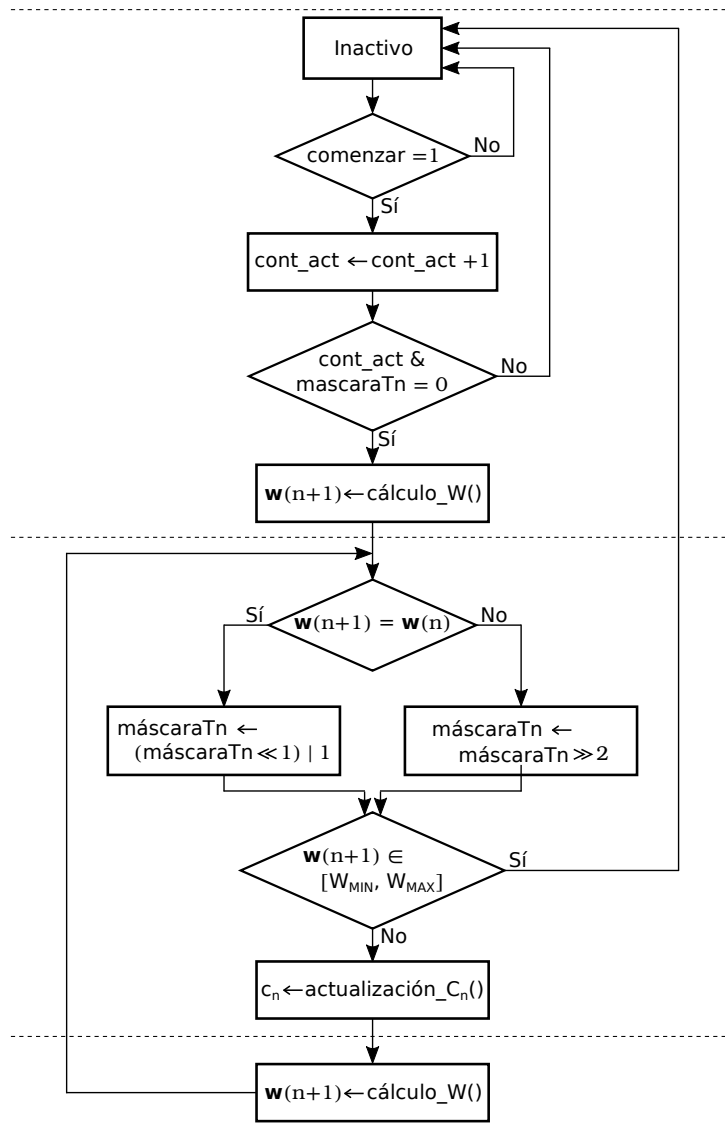 Inactivo
comenzar =1
No
Sí
cont_act ←cont_act +1
cont_act &
mascaraTn = 0
No
Sí
w(n+1)←cálculo_W()
Sí
w(n+1) = w(n)
No
máscaraTn ←
(máscaraTn≪1) | 1
máscaraTn ←
máscaraTn≫2
w(n+1) ∈
[W_MIN, W_MAX]
Sí
No
c_n←actualización_C_n()
w(n+1)←cálculo_W()